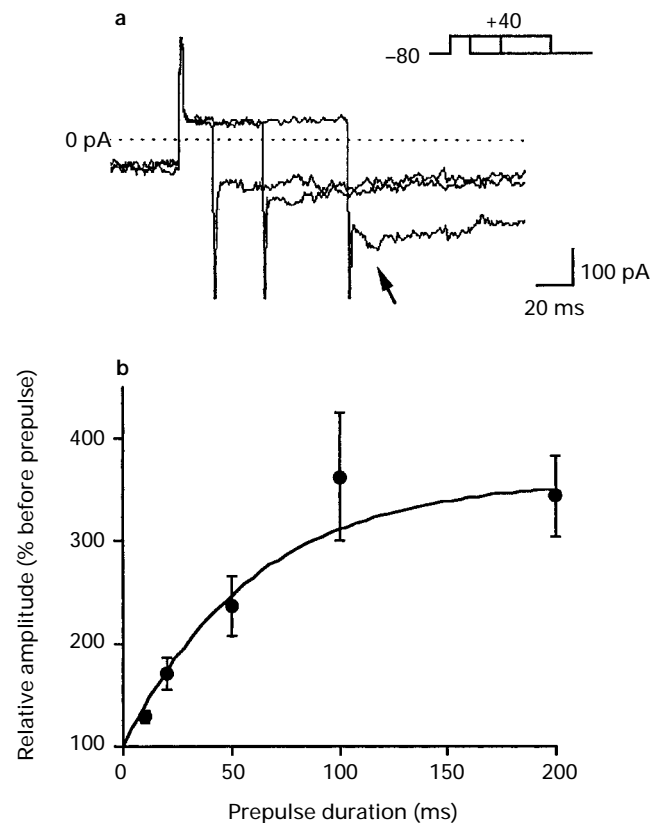 a
+40
–80
0 pA
100 pA
20 ms
b
Relative amplitude (% before prepulse)
400
300
200
100
0 50 100 150 200
Prepulse duration (ms)